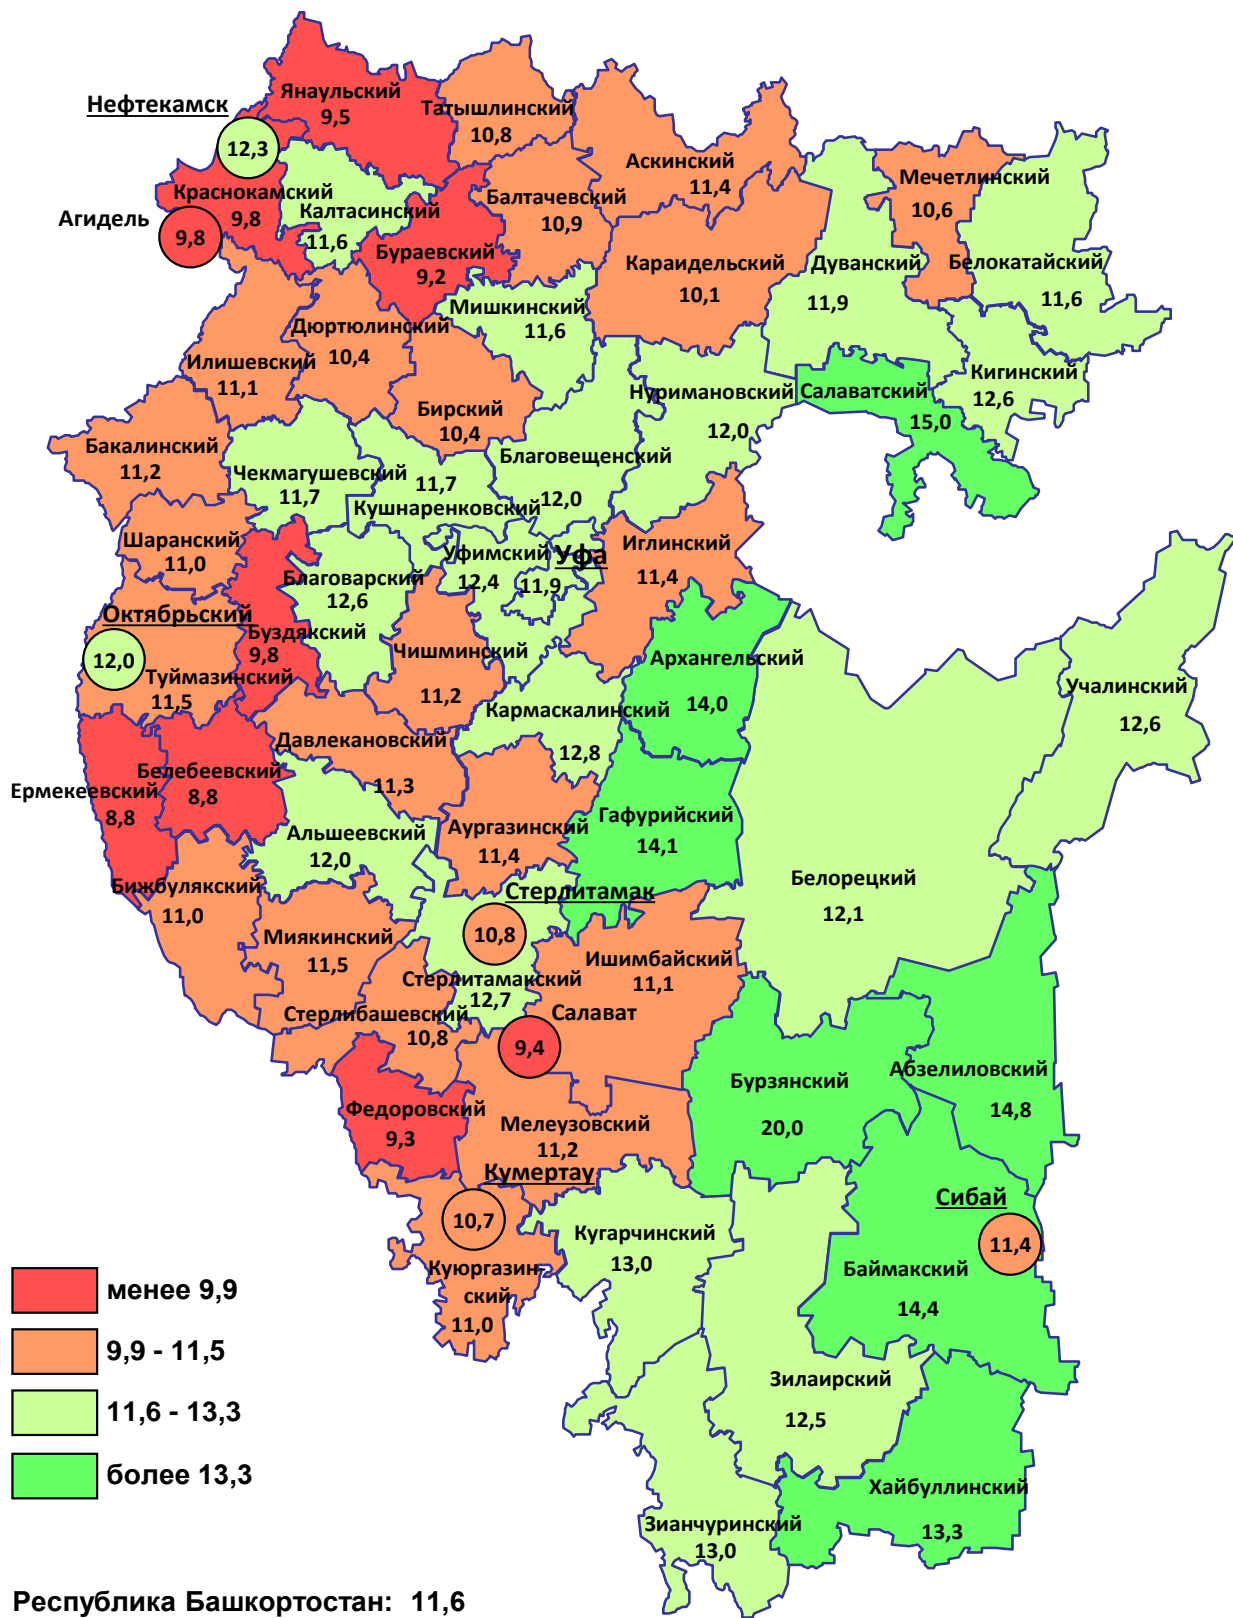 Янаульский
9,5
Нефтекамск
12,3
Татышлинский
10,8
Аскинский
11,4
Мечетлинский
10,6
Краснокамский
9,8
Калтасинский
11,6
Балтачевский
10,9
Агидель
9,8
Бураевский
9,2
Караидельский
10,1
Дуванский
11,9
Белокатайский
11,6
Мишкинский
11,6
Дюртюлинский
10,4
Илишевский
11,1
Кигинский
12,6
Нуримановский
12,0
Салаватский
15,0
Бирский
10,4
Бакалинский
11,2
Благовещенский
12,0
Чекмагушевский
11,7
11,7
Кушнаренковский
Шаранский
11,0
Благоварский
12,6
Уфимский
12,4
Уфа
11,9
Иглинский
11,4
Октябрьский
12,0
Буздякский
9,8
Туймазинский
11,5
Чишминский
11,2
Архангельский
14,0
Учалинский
12,6
Кармаскалинский
12,8
Давлекановский
11,3
Белебеевский
8,8
Ермекеевский
8,8
Альшеевский
12,0
Аургазинский
11,4
Гафурийский
14,1
Белорецкий
12,1
Бижбулякский
11,0
Стерлитамак
10,8
Миякинский
11,5
Ишимбайский
11,1
Стерлитамакский
12,7
Салават
9,4
Стерлибашевский
10,8
Бурзянский
20,0
Абзелиловский
14,8
Федоровский
9,3
Мелеузовский
11,2
Кумертау
10,7
Сибай
11,4
Кугарчинский
13,0
Куюргазин-
ский
11,0
Баймакский
14,4
Зилаирский
12,5
Хайбуллинский
13,3
Зианчуринский
13,0
менее 9,9
9,9 - 11,5
11,6 - 13,3
более 13,3
Республика Башкортостан: 11,6